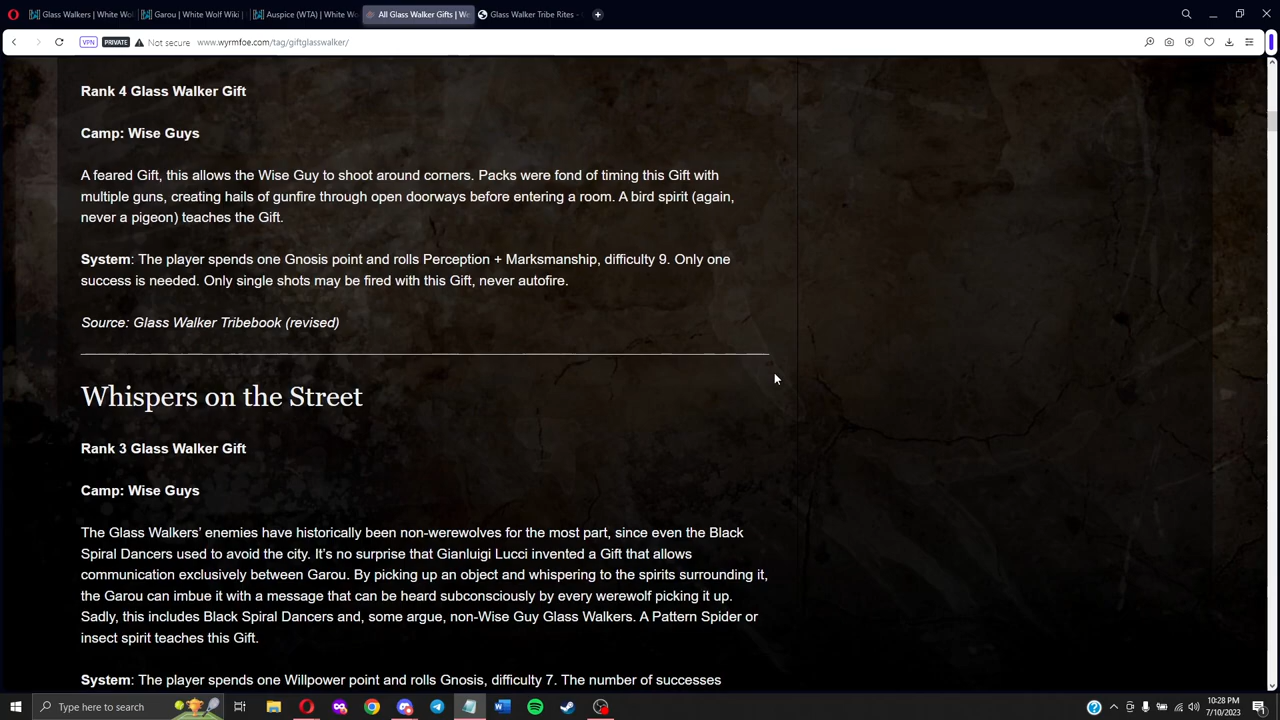 Glass Walkers | White Wol
Garou | White Wolf Wiki |
Auspice (WTA) | White Wo
All Glass Walker Gifts | We
Glass Walker Tribe Rites -
VPN PRIVATE Not secure www.wyrmfoe.com/tag/giftglasswalker/
Rank 4 Glass Walker Gift
Camp: Wise Guys
A feared Gift, this allows the Wise Guy to shoot around corners. Packs were fond of timing this Gift with
multiple guns, creating hails of gunfire through open doorways before entering a room. A bird spirit (again,
never a pigeon) teaches the Gift.
System: The player spends one Gnosis point and rolls Perception + Marksmanship, difficulty 9. Only one
success is needed. Only single shots may be fired with this Gift, never autofire.
Source: Glass Walker Tribebook (revised)
Whispers on the Street
Rank 3 Glass Walker Gift
Camp: Wise Guys
The Glass Walkers’ enemies have historically been non-werewolves for the most part, since even the Black
Spiral Dancers used to avoid the city. It’s no surprise that Gianluigi Lucci invented a Gift that allows
communication exclusively between Garou. By picking up an object and whispering to the spirits surrounding it,
the Garou can imbue it with a message that can be heard subconsciously by every werewolf picking it up.
Sadly, this includes Black Spiral Dancers and, some argue, non-Wise Guy Glass Walkers. A Pattern Spider or
insect spirit teaches this Gift.
System: The player spends one Willpower point and rolls Gnosis, difficulty 7. The number of successes
Type here to search
10:28 PM
7/10/2023